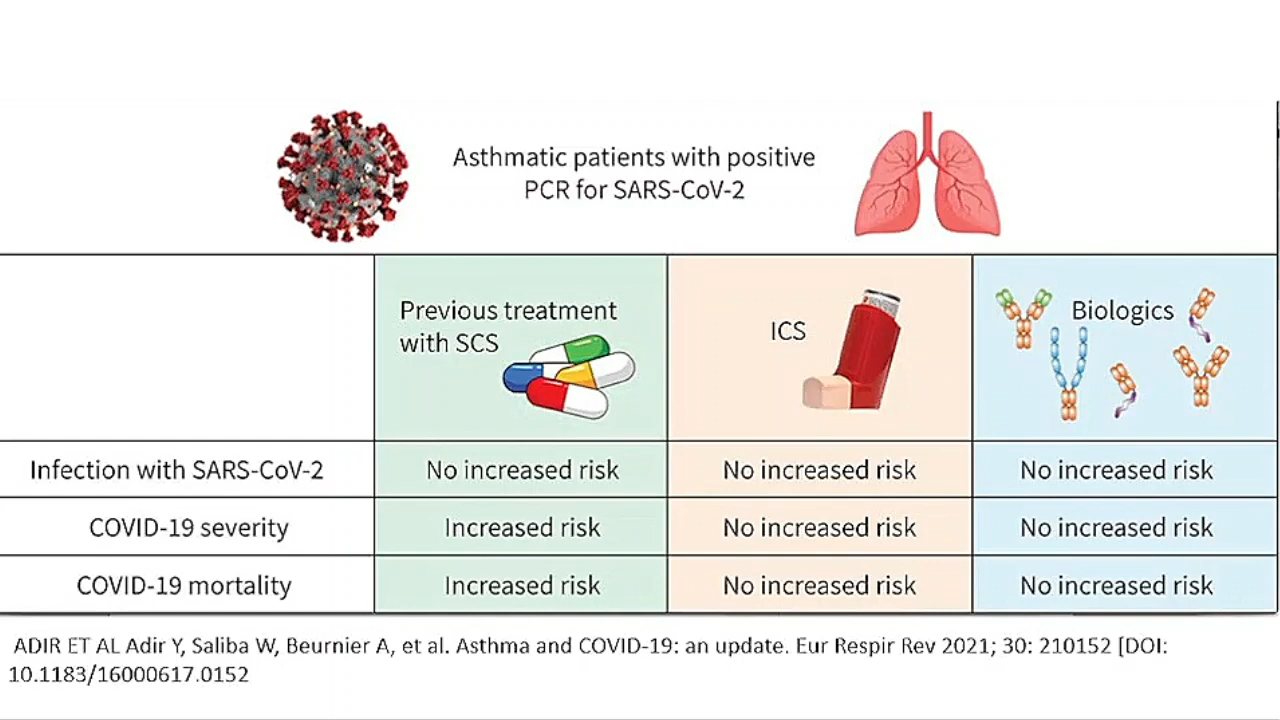 Asthmatic patients with positive
PCR for SARS-CoV-2
Previous treatment
with SCS
ICS
Biologics
Infection with SARS-CoV-2
No increased risk
No increased risk
No increased risk
COVID-19 severity
Increased risk
No increased risk
No increased risk
COVID-19 mortality
Increased risk
No increased risk
No increased risk
ADIR ET AL Adir Y, Saliba W, Beurnier A, et al. Asthma and COVID-19: an update. Eur Respir Rev 2021; 30: 210152 [DOI:
10.1183/16000617.0152